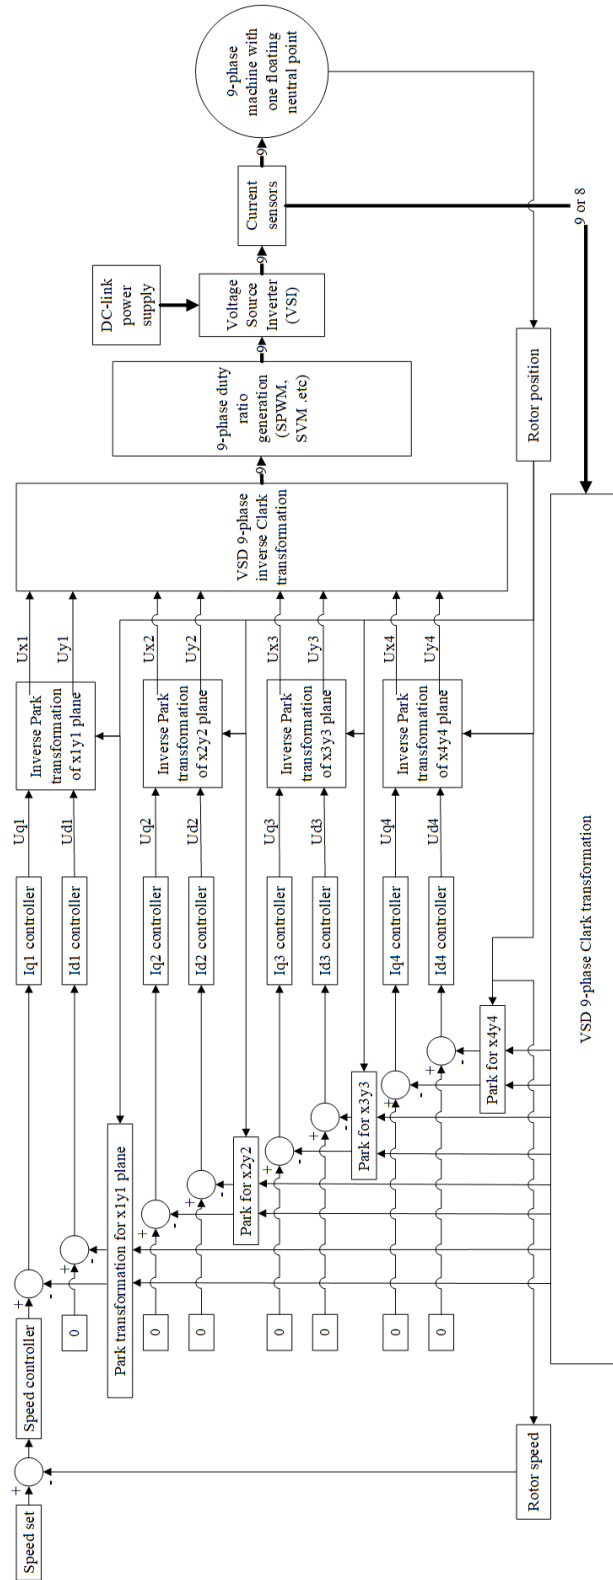 Speed set
+
-
Speed controller
+
-
Iq1 controller
Uq1
Inverse Park
transformation
of x1y1 plane
Ux1
Uy1
0
+
-
Id1 controller
Ud1
Park transformation for x1y1 plane
0
+
-
Iq2 controller
Uq2
Inverse Park
transformation
of x2y2 plane
Ux2
Uy2
0
+
-
Id2 controller
Ud2
Park for x2y2
0
+
-
Iq3 controller
Uq3
Inverse Park
transformation
of x3y3 plane
Ux3
Uy3
0
+
-
Id3 controller
Ud3
Park for x3y3
0
+
-
Iq4 controller
Uq4
Inverse Park
transformation
of x4y4 plane
Ux4
Uy4
0
+
-
Id4 controller
Ud4
Park for x4y4
VSD 9-phase
inverse Clark
transformation
9
9-phase duty
ratio
generation
(SPWM,
SVM .etc)
9
DC-link
power
supply
Voltage
Source
Inverter
(VSI)
9
Current
sensors
9
9-phase
machine with
one floating
neutral point
Rotor speed
Rotor position
9 or 8
VSD 9-phase Clark transformation